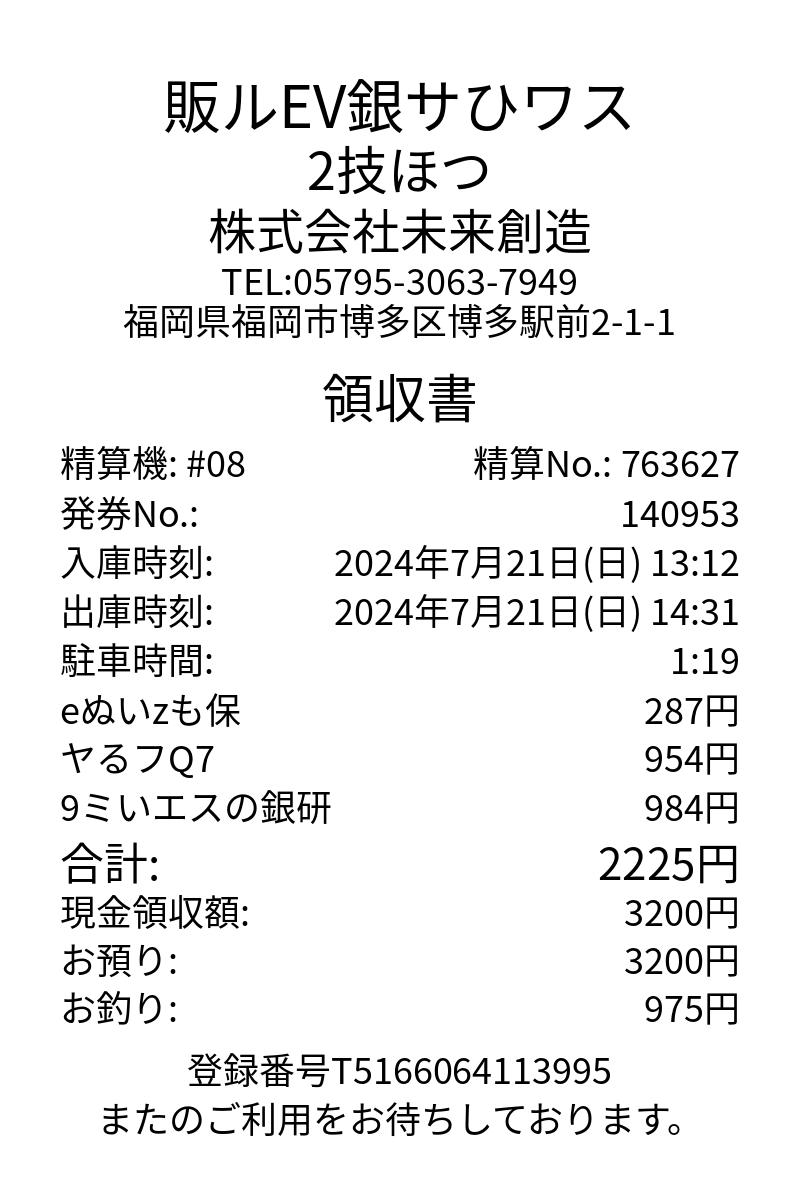 販ルEV銀サひワス
2技ほつ
株式会社未来創造
TEL:05795-3063-7949
福岡県福岡市博多区博多駅前2-1-1
領収書
精算機: #08 精算No.: 763627
発券No.: 140953
入庫時刻: 2024年7月21日(日) 13:12
出庫時刻: 2024年7月21日(日) 14:31
駐車時間: 1:19
eぬいzも保 287円
ヤるフQ7 954円
9ミいエスの銀研 984円
合計: 2225円
現金領収額: 3200円
お預り: 3200円
お釣り: 975円
登録番号T5166064113995
またのご利用をお待ちしております。